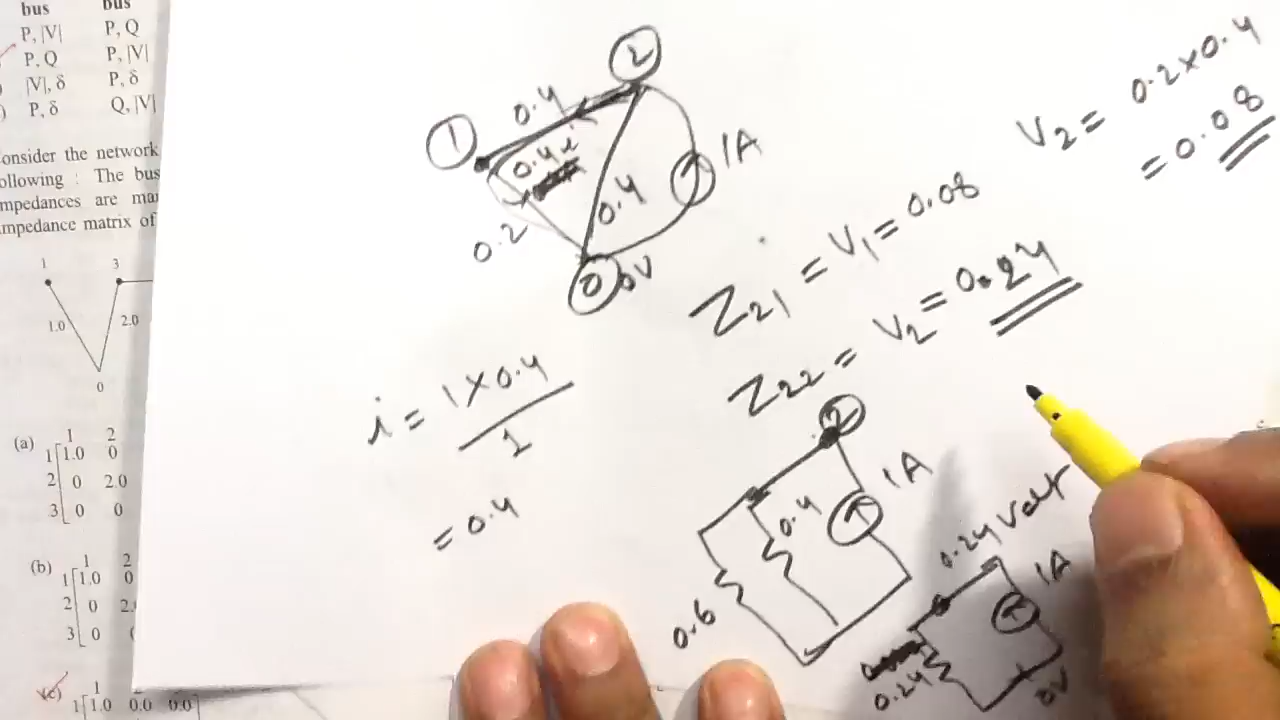 bus bus
P, |V| P, Q
P, Q P, |V|
|V|, δ P, δ
) P, δ Q, |V|
onsider the network
ollowing : The bus
mpedances are mar
mpedance matrix of
1 3
1.0 2.0
0
(a) 1 2
1 1.0 0
2 0 2.0
3 0 0
(b) 1 2
1 1.0 0
2 0 2.
3 0
(c) 1
1 1.0 0.0 0.0
2
0.4
1
0.4i
0.4
0.2
0 0V
1A
V2 = 0.2×0.4
= 0.08
Z21 = V1 = 0.08
Z22 = V2 = 0.24
i = 1×0.4
1
= 0.4
2
1A
0.4
0.6
0.24 Volt
1A
0.24
0V